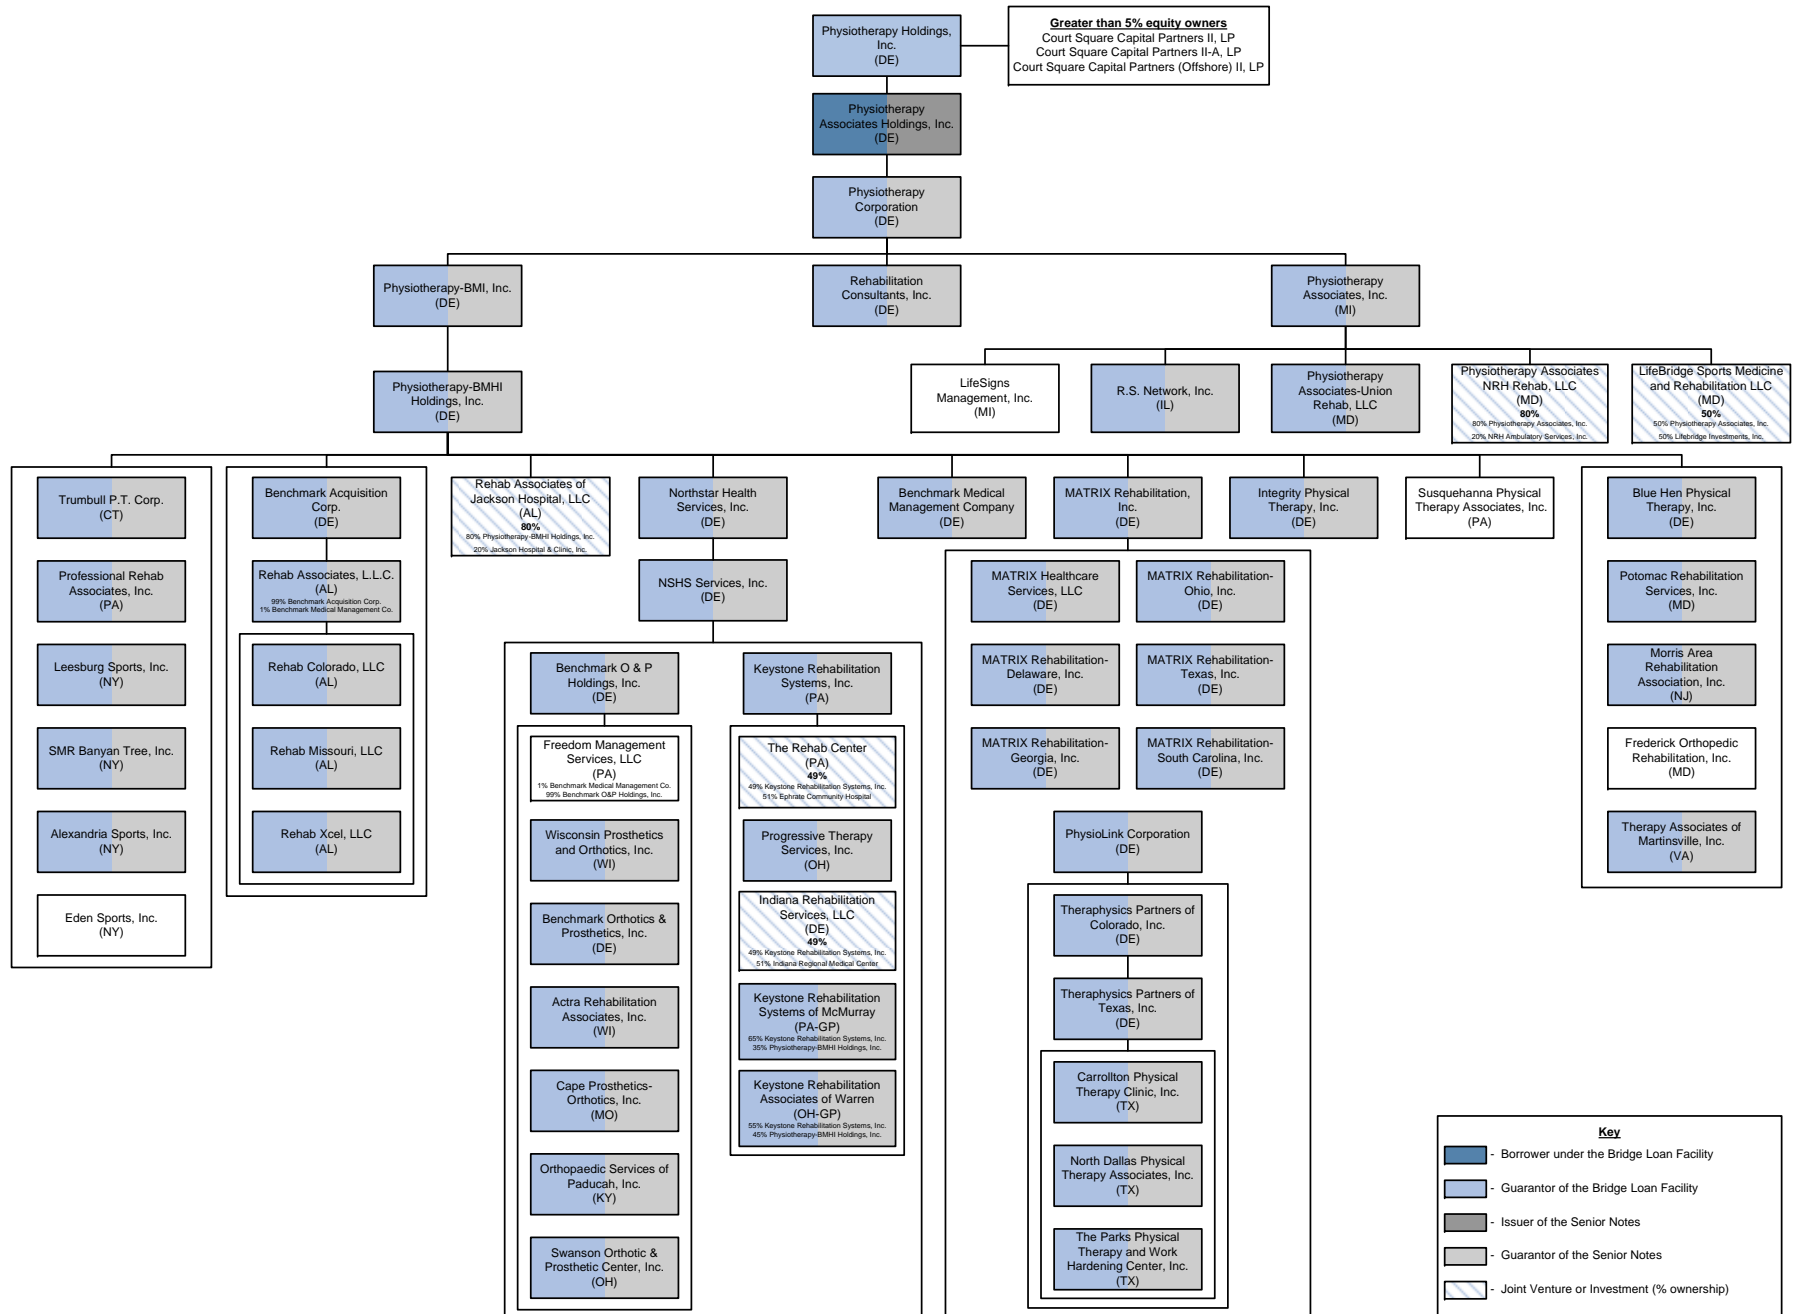 Physiotherapy Holdings,
Inc.
(DE)
Greater than 5% equity owners
Court Square Capital Partners II, LP
Court Square Capital Partners II-A, LP
Court Square Capital Partners (Offshore) II, LP
Physiotherapy
Associates Holdings, Inc.
(DE)
Physiotherapy
Corporation
(DE)
Physiotherapy-BMI, Inc.
(DE)
Rehabilitation
Consultants, Inc.
(DE)
Physiotherapy
Associates, Inc.
(MI)
Physiotherapy-BMHI
Holdings, Inc.
(DE)
LifeSigns
Management, Inc.
(MI)
R.S. Network, Inc.
(IL)
Physiotherapy
Associates-Union
Rehab, LLC
(MD)
Physiotherapy Associates
NRH Rehab, LLC
(MD)
80%
80% Physiotherapy Associates, Inc.
20% NRH Ambulatory Services, Inc.
LifeBridge Sports Medicine
and Rehabilitation LLC
(MD)
50%
50% Physiotherapy Associates, Inc.
50% Lifebridge Investments, Inc.
Trumbull P.T. Corp.
(CT)
Professional Rehab
Associates, Inc.
(PA)
Leesburg Sports, Inc.
(NY)
SMR Banyan Tree, Inc.
(NY)
Alexandria Sports, Inc.
(NY)
Eden Sports, Inc.
(NY)
Benchmark Acquisition
Corp.
(DE)
Rehab Associates, L.L.C.
(AL)
99% Benchmark Acquisition Corp.
1% Benchmark Medical Management Co.
Rehab Colorado, LLC
(AL)
Rehab Missouri, LLC
(AL)
Rehab Xcel, LLC
(AL)
Rehab Associates of
Jackson Hospital, LLC
(AL)
80%
80% Physiotherapy-BMHI Holdings, Inc.
20% Jackson Hospital & Clinic, Inc.
Northstar Health
Services, Inc.
(DE)
NSHS Services, Inc.
(DE)
Benchmark O & P
Holdings, Inc.
(DE)
Freedom Management
Services, LLC
(PA)
1% Benchmark Medical Management Co.
99% Benchmark O&P Holdings, Inc.
Wisconsin Prosthetics
and Orthotics, Inc.
(WI)
Benchmark Orthotics &
Prosthetics, Inc.
(DE)
Actra Rehabilitation
Associates, Inc.
(WI)
Cape Prosthetics-
Orthotics, Inc.
(MO)
Orthopaedic Services of
Paducah, Inc.
(KY)
Swanson Orthotic &
Prosthetic Center, Inc.
(OH)
Keystone Rehabilitation
Systems, Inc.
(PA)
The Rehab Center
(PA)
49%
49% Keystone Rehabilitation Systems, Inc.
51% Ephrate Community Hospital
Progressive Therapy
Services, Inc.
(OH)
Indiana Rehabilitation
Services, LLC
(DE)
49%
49% Keystone Rehabilitation Systems, Inc.
51% Indiana Regional Medical Center
Keystone Rehabilitation
Systems of McMurray
(PA-GP)
65% Keystone Rehabilitation Systems, Inc.
35% Physiotherapy-BMHI Holdings, Inc.
Keystone Rehabilitation
Associates of Warren
(OH-GP)
55% Keystone Rehabilitation Systems, Inc.
45% Physiotherapy-BMHI Holdings, Inc.
Benchmark Medical
Management Company
(DE)
MATRIX Rehabilitation,
Inc.
(DE)
MATRIX Healthcare
Services, LLC
(DE)
MATRIX Rehabilitation-
Ohio, Inc.
(DE)
MATRIX Rehabilitation-
Delaware, Inc.
(DE)
MATRIX Rehabilitation-
Texas, Inc.
(DE)
MATRIX Rehabilitation-
Georgia, Inc.
(DE)
MATRIX Rehabilitation-
South Carolina, Inc.
(DE)
PhysioLink Corporation
(DE)
Theraphysics Partners of
Colorado, Inc.
(DE)
Theraphysics Partners of
Texas, Inc.
(DE)
Carrollton Physical
Therapy Clinic, Inc.
(TX)
North Dallas Physical
Therapy Associates, Inc.
(TX)
The Parks Physical
Therapy and Work
Hardening Center, Inc.
(TX)
Integrity Physical
Therapy, Inc.
(DE)
Susquehanna Physical
Therapy Associates, Inc.
(PA)
Blue Hen Physical
Therapy, Inc.
(DE)
Potomac Rehabilitation
Services, Inc.
(MD)
Morris Area
Rehabilitation
Association, Inc.
(NJ)
Frederick Orthopedic
Rehabilitation, Inc.
(MD)
Therapy Associates of
Martinsville, Inc.
(VA)
Key
- Borrower under the Bridge Loan Facility
- Guarantor of the Bridge Loan Facility
- Issuer of the Senior Notes
- Guarantor of the Senior Notes
- Joint Venture or Investment (% ownership)